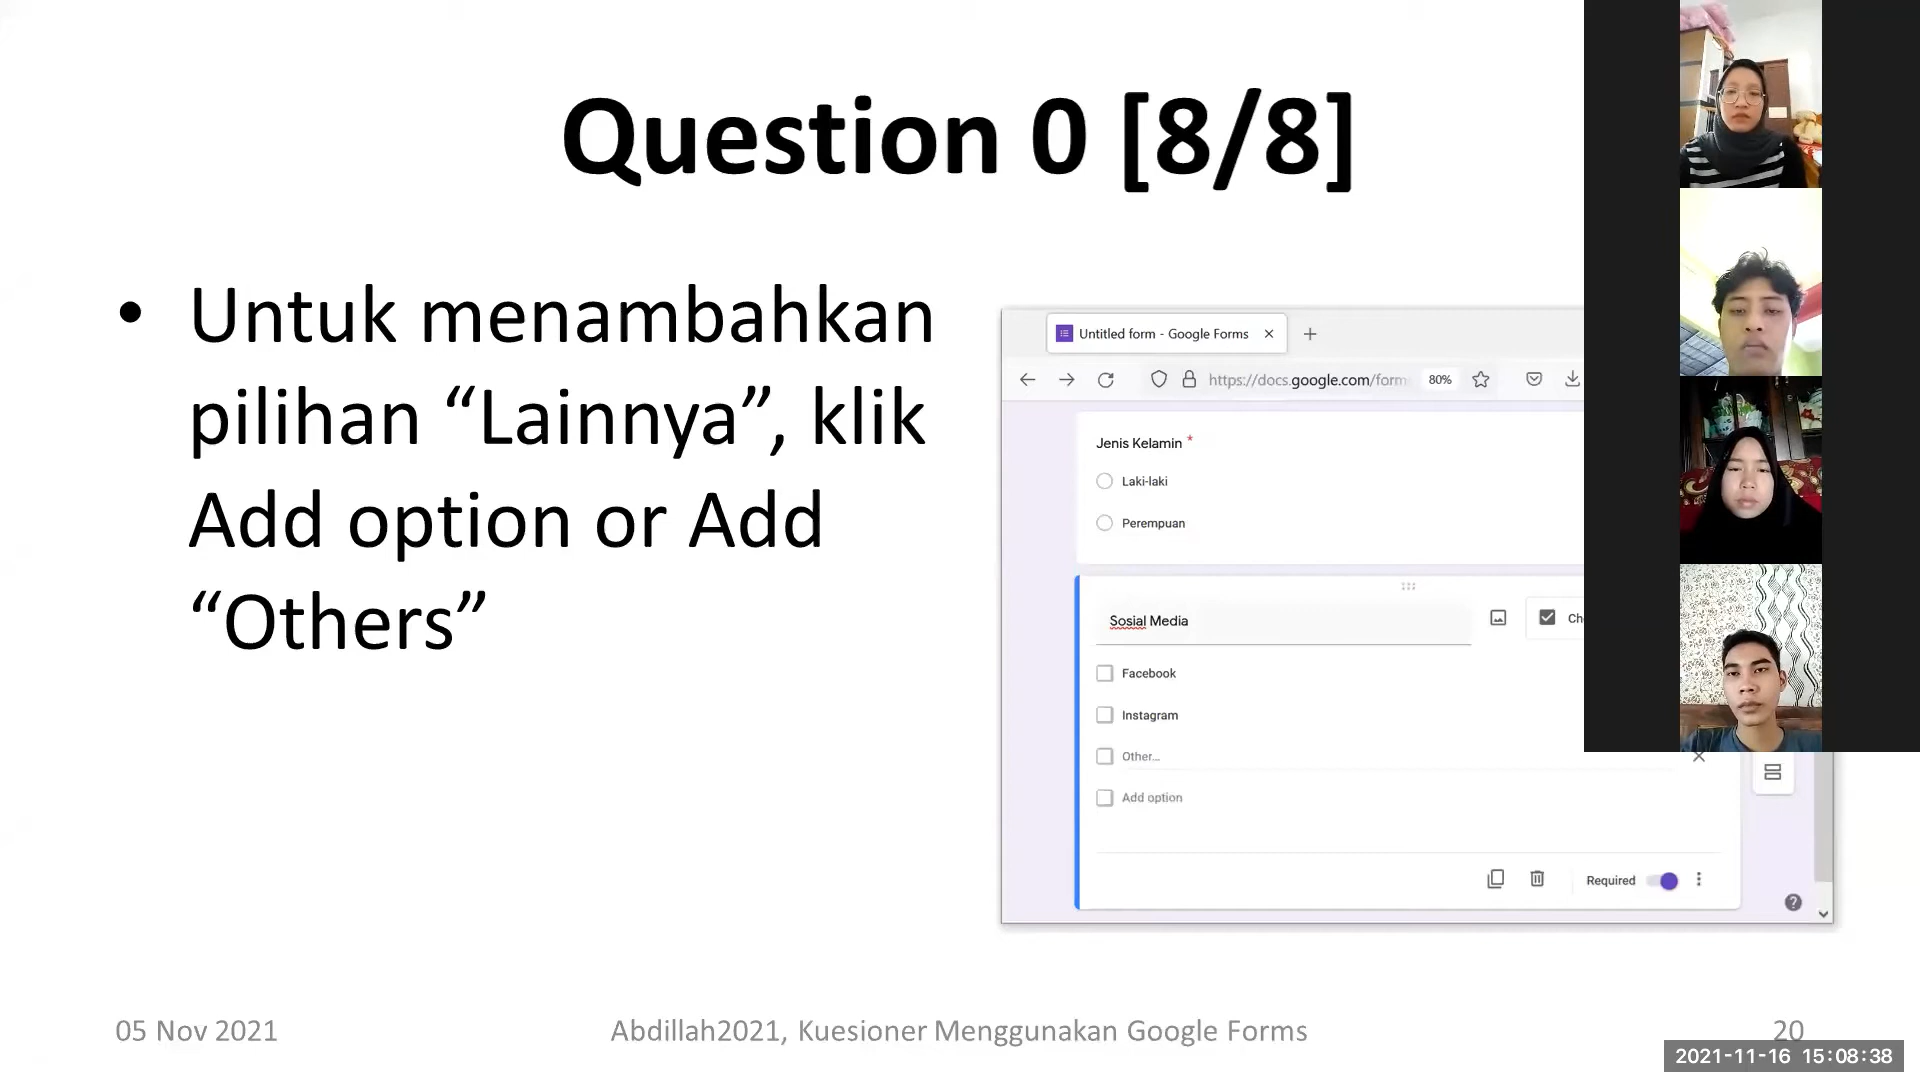 Question 0 [8/8]
• Untuk menambahkan
pilihan “Lainnya”, klik
Add option or Add
“Others”
Untitled form - Google Forms
https://docs.google.com/form
80%
Jenis Kelamin *
Laki-laki
Perempuan
Sosial Media
Facebook
Instagram
Other...
Add option
Required
05 Nov 2021
Abdillah2021, Kuesioner Menggunakan Google Forms
20
2021-11-16 15:08:38